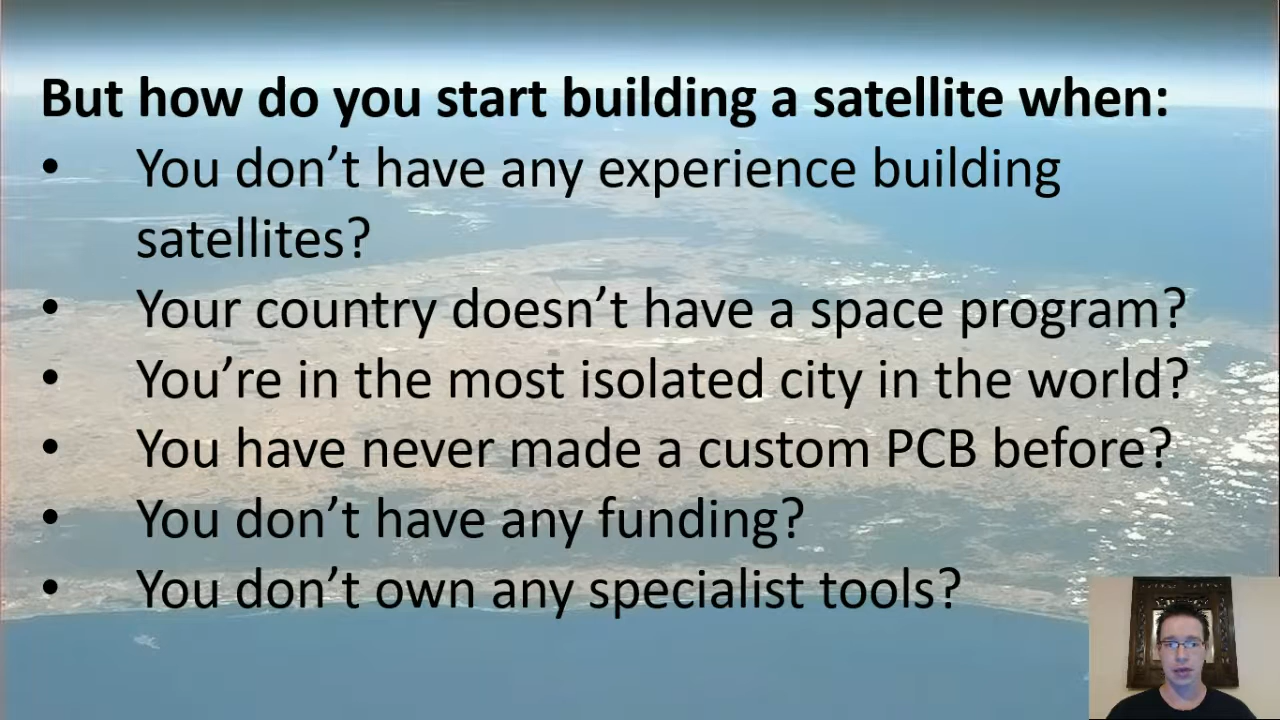 But how do you start building a satellite when:
• You don’t have any experience building
satellites?
• Your country doesn’t have a space program?
• You’re in the most isolated city in the world?
• You have never made a custom PCB before?
• You don’t have any funding?
• You don’t own any specialist tools?